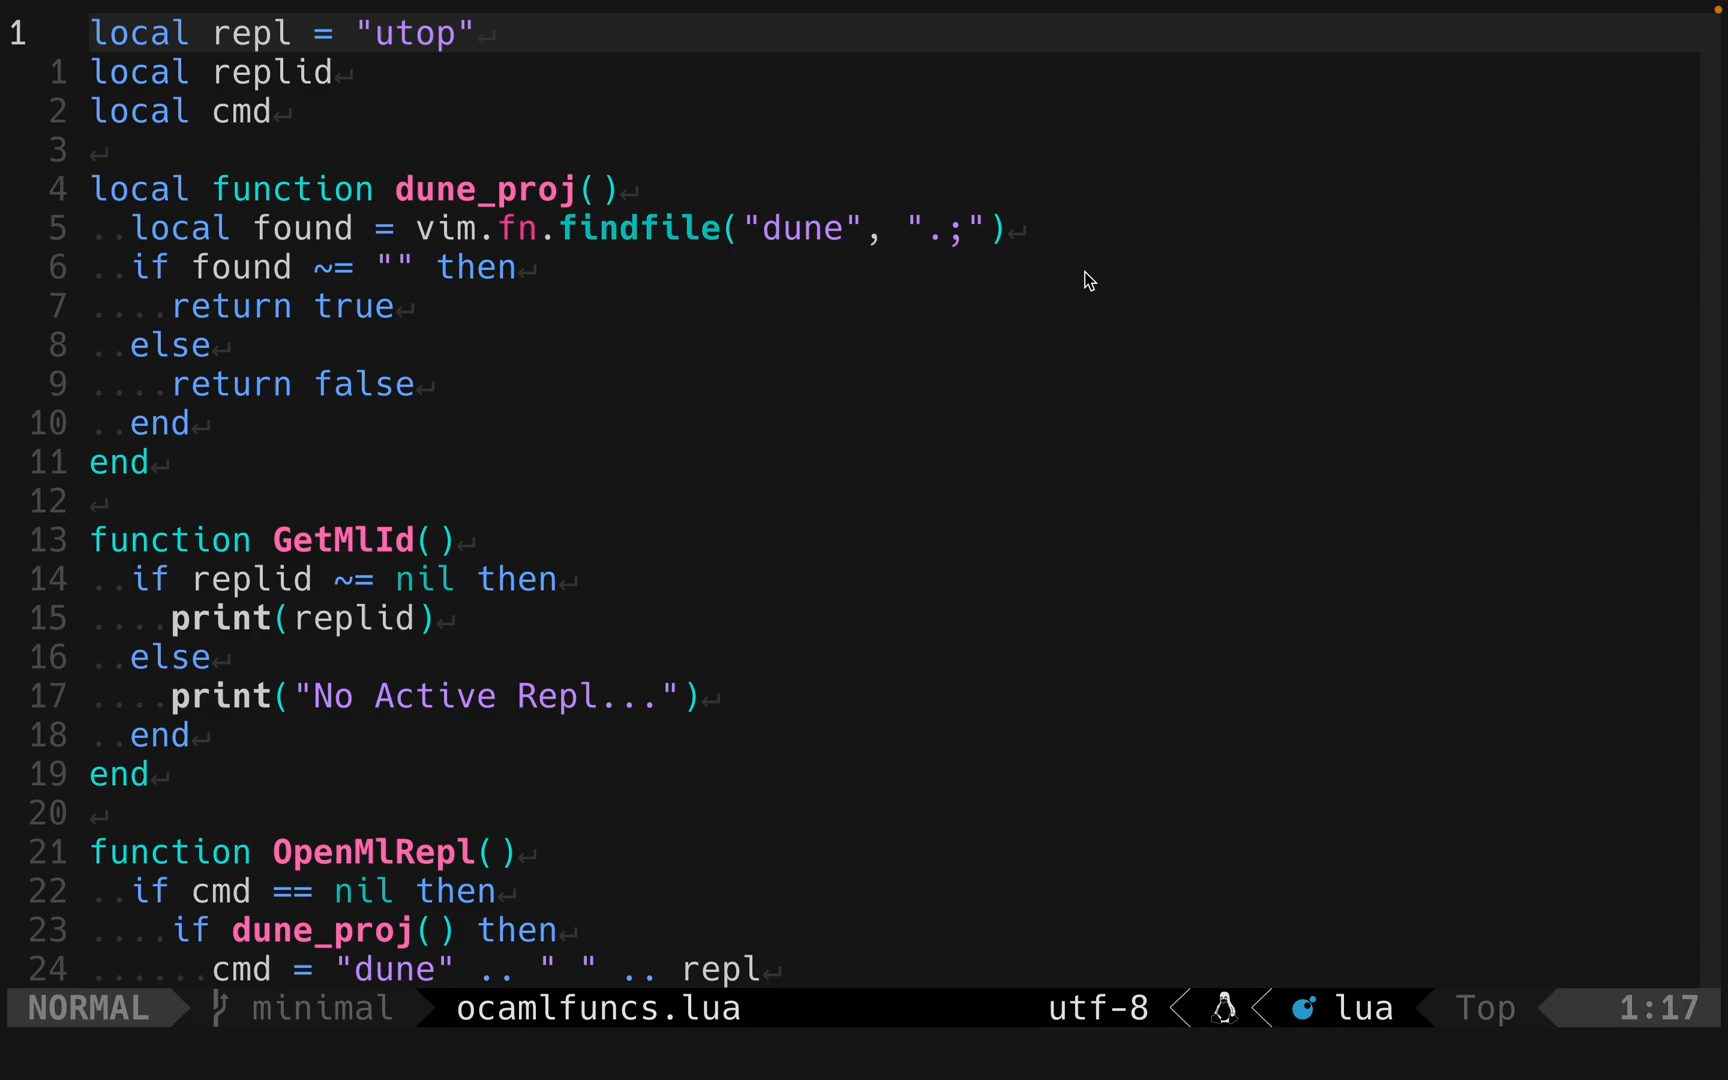 1 local repl = "utop"↵
1 local replid↵
2 local cmd↵
3 ↵
4 local function dune_proj()↵
5 ..local found = vim.fn.findfile("dune", ".;")↵
6 ..if found ~= "" then↵
7 ....return true↵
8 ..else↵
9 ....return false↵
10 ..end↵
11 end↵
12 ↵
13 function GetMlId()↵
14 ..if replid ~= nil then↵
15 ....print(replid)↵
16 ..else↵
17 ....print("No Active Repl...")↵
18 ..end↵
19 end↵
20 ↵
21 function OpenMlRepl()↵
22 ..if cmd == nil then↵
23 ....if dune_proj() then↵
24 ......cmd = "dune" .. " " .. repl↵
NORMAL minimal ocamlfuncs.lua utf-8 lua Top 1:17